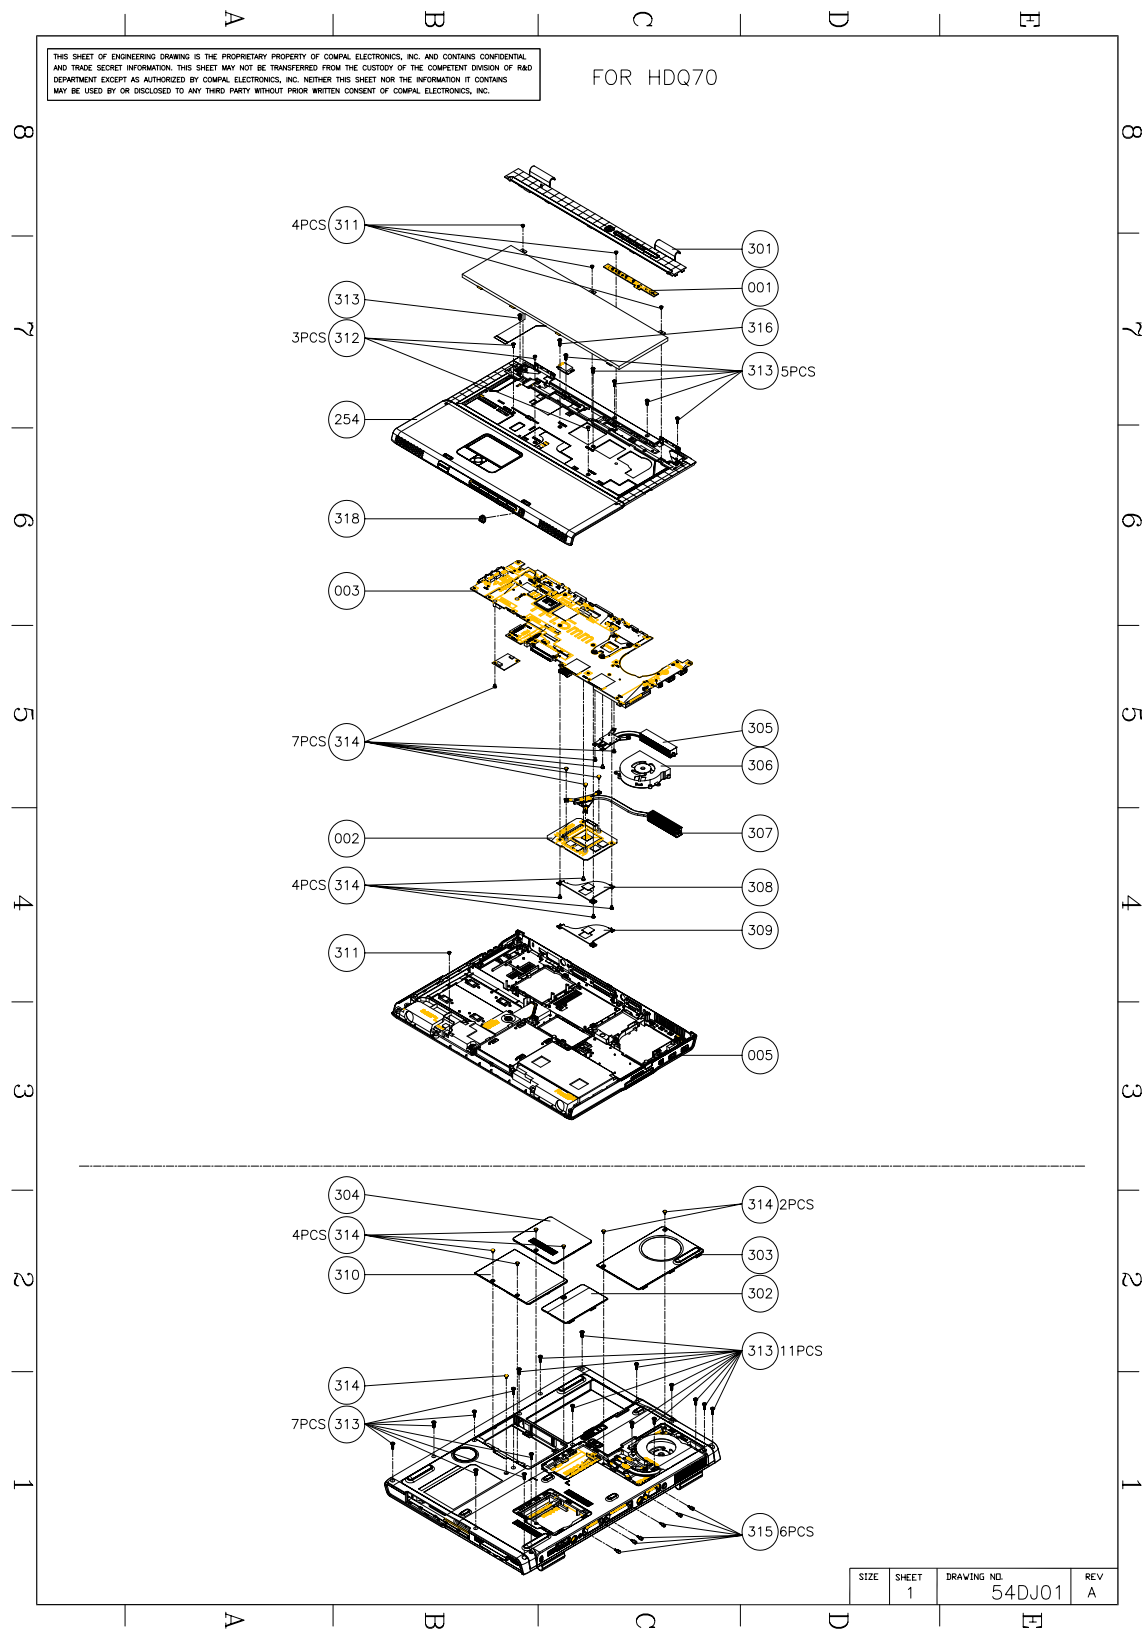 A B C D E
THIS SHEET OF ENGINEERING DRAWING IS THE PROPRIETARY PROPERTY OF COMPAL ELECTRONICS, INC. AND CONTAINS CONFIDENTIAL
AND TRADE SECRET INFORMATION. THIS SHEET MAY NOT BE TRANSFERRED FROM THE CUSTODY OF THE COMPETENT DIVISION OF R&D
DEPARTMENT EXCEPT AS AUTHORIZED BY COMPAL ELECTRONICS, INC. NEITHER THIS SHEET NOR THE INFORMATION IT CONTAINS
MAY BE USED BY OR DISCLOSED TO ANY THIRD PARTY WITHOUT PRIOR WRITTEN CONSENT OF COMPAL ELECTRONICS, INC.
FOR HDQ70
8 8
4PCS 311
301
001
313
316
7 7
3PCS 312
313 5PCS
254
318
6 6
003
5 5
7PCS 314
305
306
307
002
4PCS 314
308
4 4
309
311
005
3 3
304
314 2PCS
4PCS 314
303
310
2 2
302
313 11PCS
314
7PCS 313
1 1
315 6PCS
SIZE SHEET DRAWING NO. REV
1 54DJ01 A
A B C D E